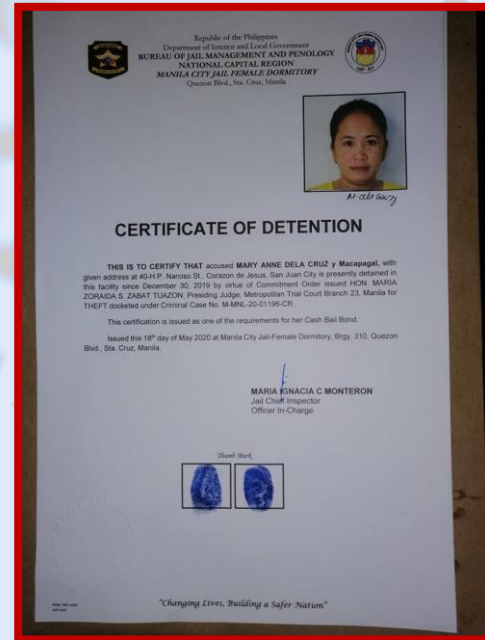 Republic of the Philippines
Department of Interior and Local Government
BUREAU OF JAIL MANAGEMENT AND PENOLOGY
NATIONAL CAPITAL REGION
MANILA CITY JAIL FEMALE DORMITORY
Quezon Blvd., Sta. Cruz, Manila
CERTIFICATE OF DETENTION
THIS IS TO CERTIFY THAT accused MARY ANNE DELA CRUZ y Macapagal, with
given address at 40-H.P. Narciso St., Corazon de Jesus, San Juan City is presently detained in
this facility since December 30, 2019 by virtue of Commitment Order issued HON. MARIA
ZORAIDA S. ZABAT TUAZON, Presiding Judge, Metropolitan Trial Court Branch 23, Manila for
THEFT docketed under Criminal Case No. M-MNL-20-01196-CR.
This certification is issued as one of the requirements for her Cash Bail Bond.
Issued this 18th day of May 2020 at Manila City Jail-Female Dormitory, Brgy. 310, Quezon
Blvd., Sta. Cruz, Manila.
MARIA IGNACIA C MONTERON
Jail Chief Inspector
Officer In-Charge
Thumb Mark
"Changing Lives, Building a Safer Nation"